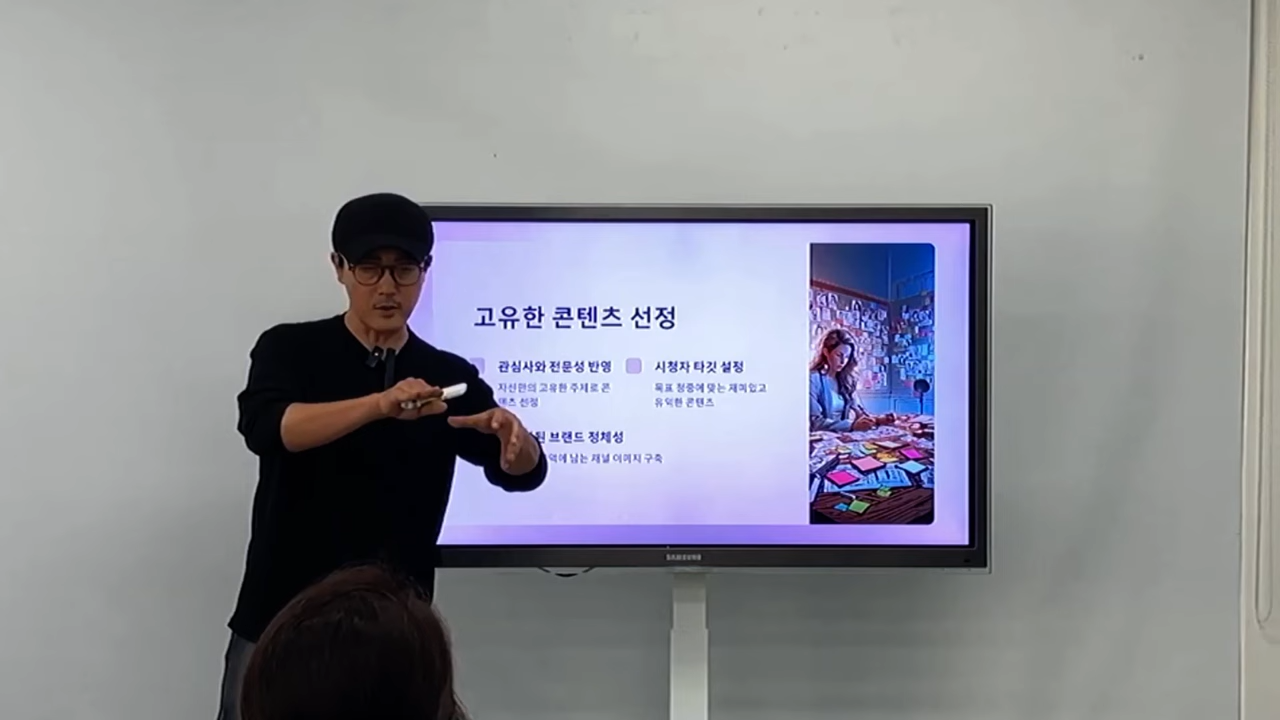 고유한 콘텐츠 선정
관심사와 전문성 반영
자신만의 고유한 주제로 콘
텐츠 선정
시청자 타깃 설정
목표 청중에 맞는 재미있고
유익한 콘텐츠
브랜드 정체성
남는 채널 이미지 구축
SAMSUNG